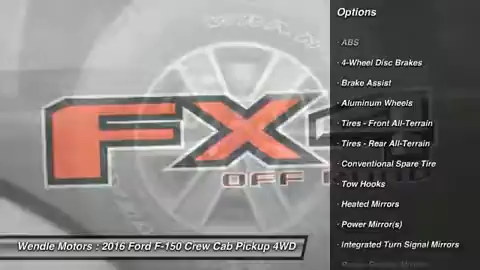 FX4
OFF ROAD
Wendle Motors : 2016 Ford F-150 Crew Cab Pickup 4WD
Options
· ABS
· 4-Wheel Disc Brakes
· Brake Assist
· Aluminum Wheels
· Tires - Front All-Terrain
· Tires - Rear All-Terrain
· Conventional Spare Tire
· Tow Hooks
· Heated Mirrors
· Power Mirror(s)
· Integrated Turn Signal Mirrors